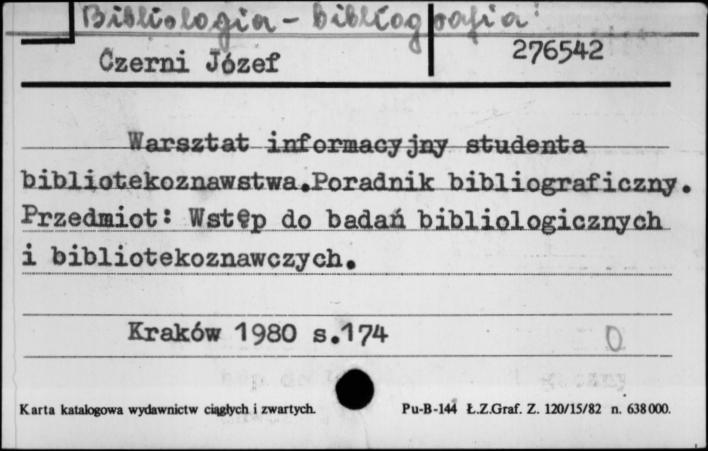 Bibliologia - bibliografia
Czerni Józef
276542
Warsztat informacyjny studenta
bibliotekoznawstwa.Poradnik bibliograficzny.
Przedmiot: Wstęp do badań bibliologicznych
i bibliotekoznawczych.
Kraków 1980 s.174
0
Karta katalogowa wydawnictw ciągłych i zwartych.
Pu-B-144 Ł.Z.Graf. Z. 120/15/82 n. 638000.